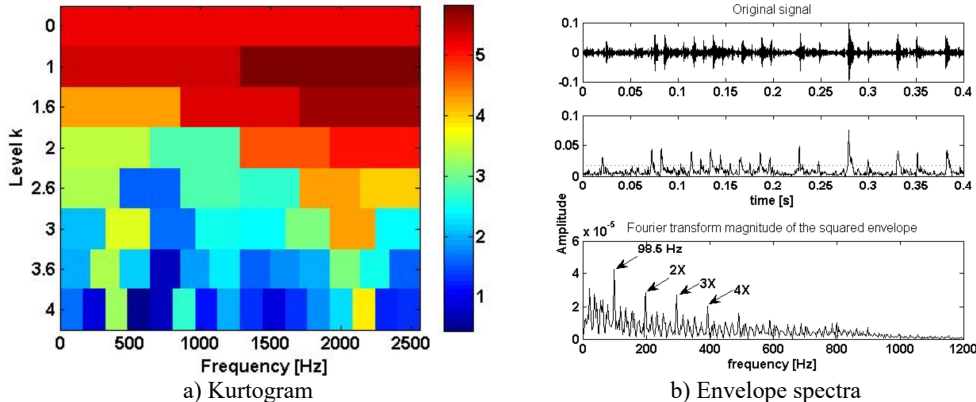 Level k
0
1
1.6
2
2.6
3
3.6
4
0 500 1000 1500 2000 2500
Frequency [Hz]
5
4
3
2
1
a) Kurtogram
Original signal
0.1
0
-0.1
0 0.05 0.1 0.15 0.2 0.25 0.3 0.35 0.4
0.1
0.05
0
0 0.05 0.1 0.15 0.2 0.25 0.3 0.35 0.4
time [s]
Amplitude
Fourier transform magnitude of the squared envelope
x 10-5
6
4
2
0
98.5 Hz
2X
3X
4X
0 200 400 600 800 1000 1200
frequency [Hz]
b) Envelope spectra